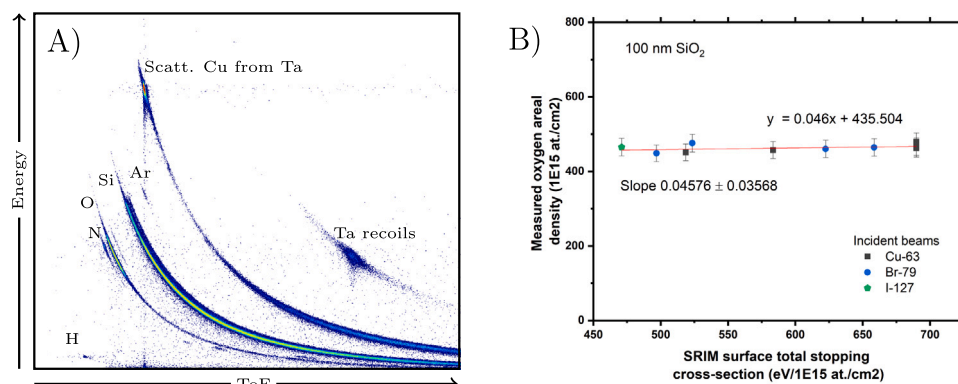 A)
Scatt. Cu from Ta
Si
Ar
O
N
Ta recoils
H
Energy
ToF
B)
100 nm SiO₂
y = 0.046x + 435.504
Slope 0.04576 ± 0.03568
Incident beams
Cu-63
Br-79
I-127
800
600
400
200
0
450 500 550 600 650 700
Measured oxygen areal
density (1E15 at./cm2)
SRIM surface total stopping
cross-section (eV/1E15 at./cm2)